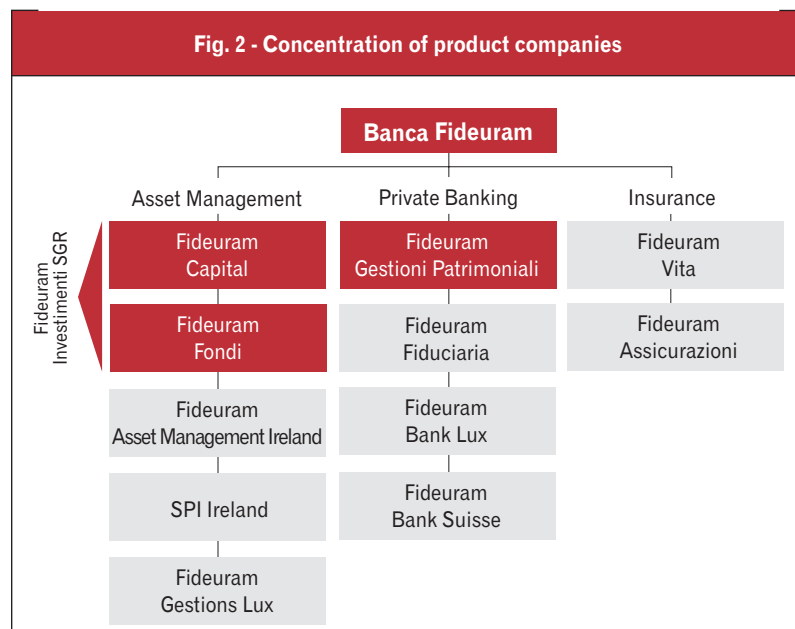 Fig. 2 - Concentration of product companies
Banca Fideuram
Asset Management
Private Banking
Insurance
Fideuram
Investimenti SGR
Fideuram
Capital
Fideuram
Gestioni Patrimoniali
Fideuram
Vita
Fideuram
Fondi
Fideuram
Fiduciaria
Fideuram
Assicurazioni
Fideuram
Asset Management Ireland
Fideuram
Bank Lux
SPI Ireland
Fideuram
Bank Suisse
Fideuram
Gestions Lux